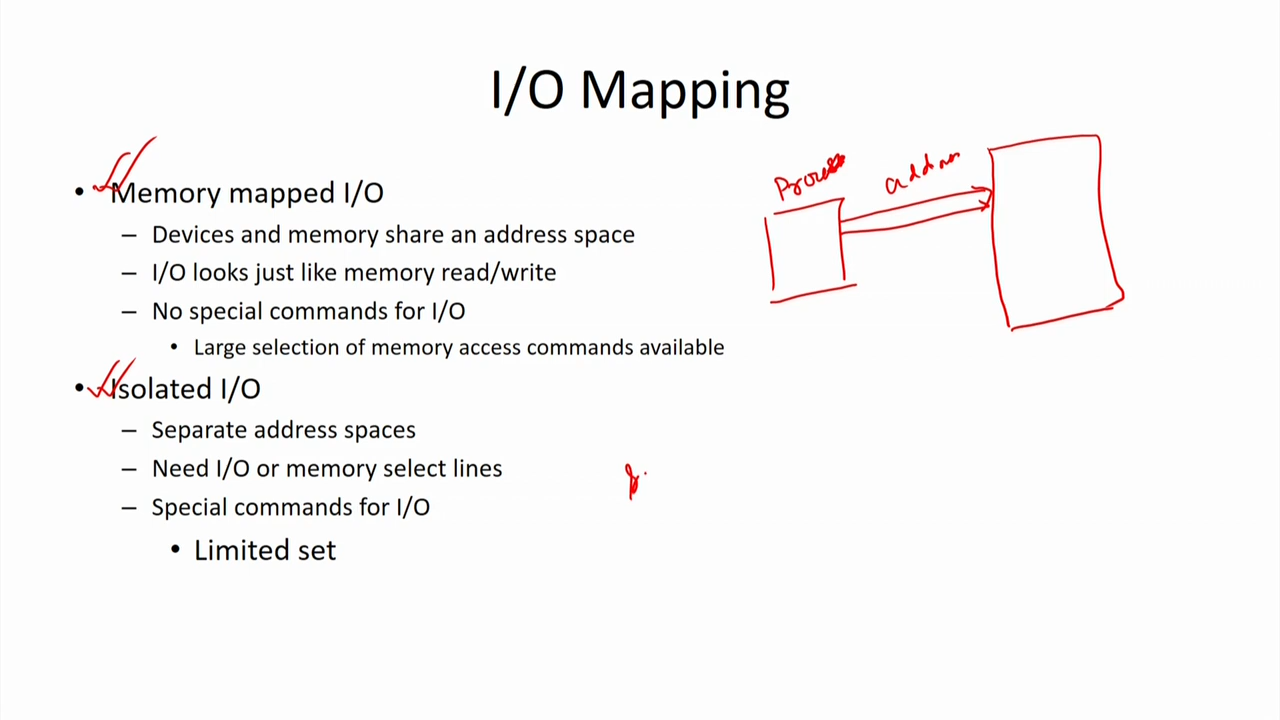 I/O Mapping
• Memory mapped I/O
– Devices and memory share an address space
– I/O looks just like memory read/write
– No special commands for I/O
• Large selection of memory access commands available
• Isolated I/O
– Separate address spaces
– Need I/O or memory select lines
– Special commands for I/O
• Limited set